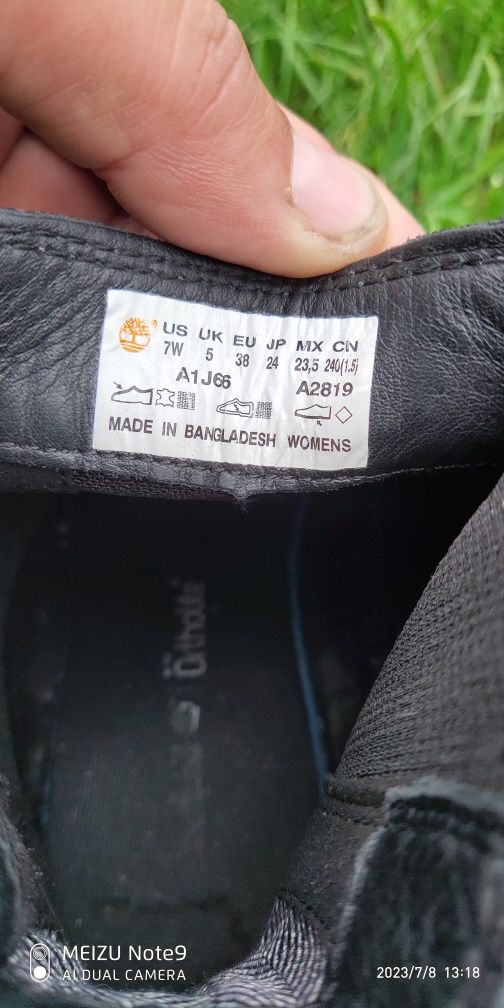 US UK EU JP MX CN
7W 5 38 24 23,5 240(1.5)
A1J66 A2819
MADE IN BANGLADESH WOMENS
Ortholite
MEIZU Note9
AI DUAL CAMERA
2023/7/8 13:18